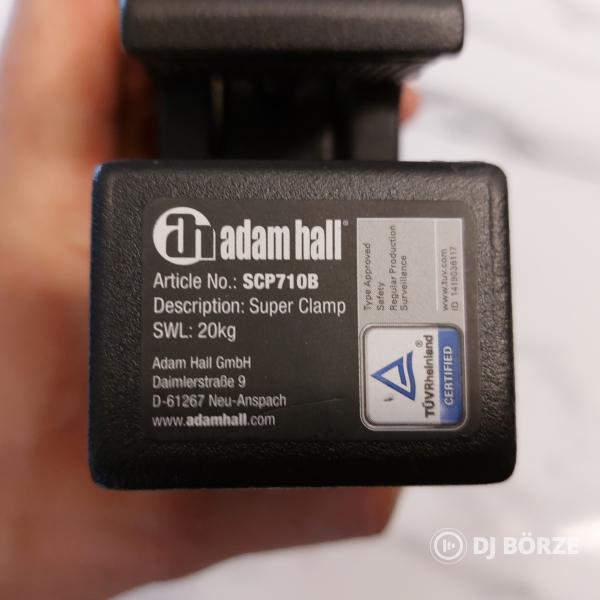 adam hall®
Article No.: SCP710B
Description: Super Clamp
SWL: 20kg
Adam Hall GmbH
Daimlerstraße 9
D-61267 Neu-Anspach
www.adamhall.com
Type Approved
Safety
Regular Production
Surveillance
www.tuv.com
ID 1419036117
TÜVRheinland®
CERTIFIED
DJ BÖRZE